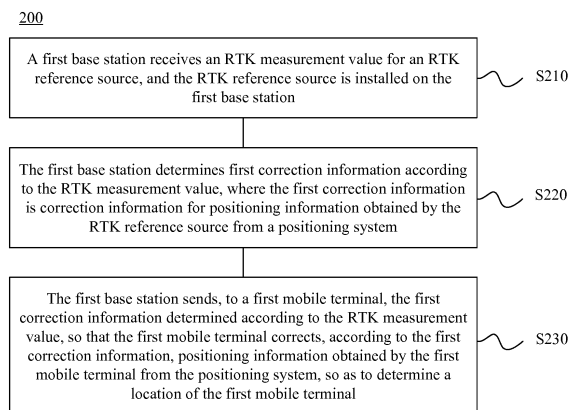 200
A first base station receives an RTK measurement value for an RTK
reference source, and the RTK reference source is installed on the
first base station
S210
The first base station determines first correction information according
to the RTK measurement value, where the first correction information
is correction information for positioning information obtained by the
RTK reference source from a positioning system
S220
The first base station sends, to a first mobile terminal, the first
correction information determined according to the RTK measurement
value, so that the first mobile terminal corrects, according to the first
correction information, positioning information obtained by the first
mobile terminal from the positioning system, so as to determine a
location of the first mobile terminal
S230